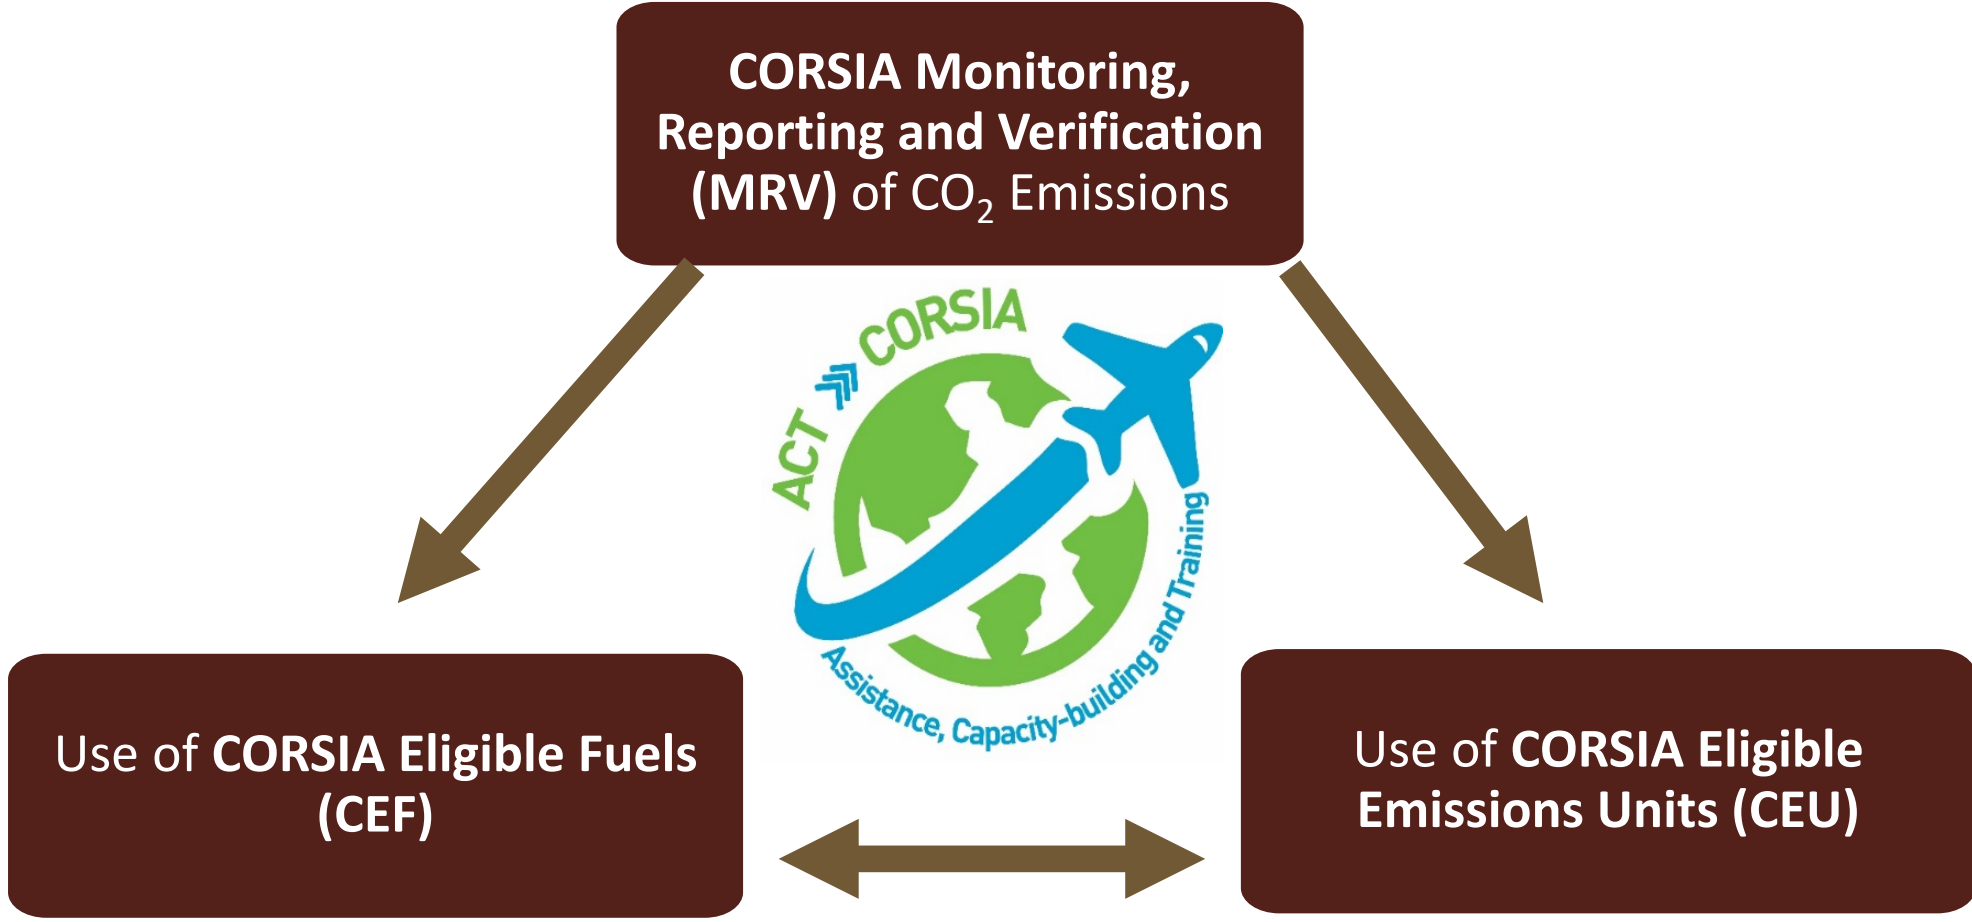 CORSIA Monitoring,
Reporting and Verification
(MRV) of CO₂ Emissions
ACT CORSIA
Assistance, Capacity-building and Training
Use of CORSIA Eligible Fuels
(CEF)
Use of CORSIA Eligible
Emissions Units (CEU)